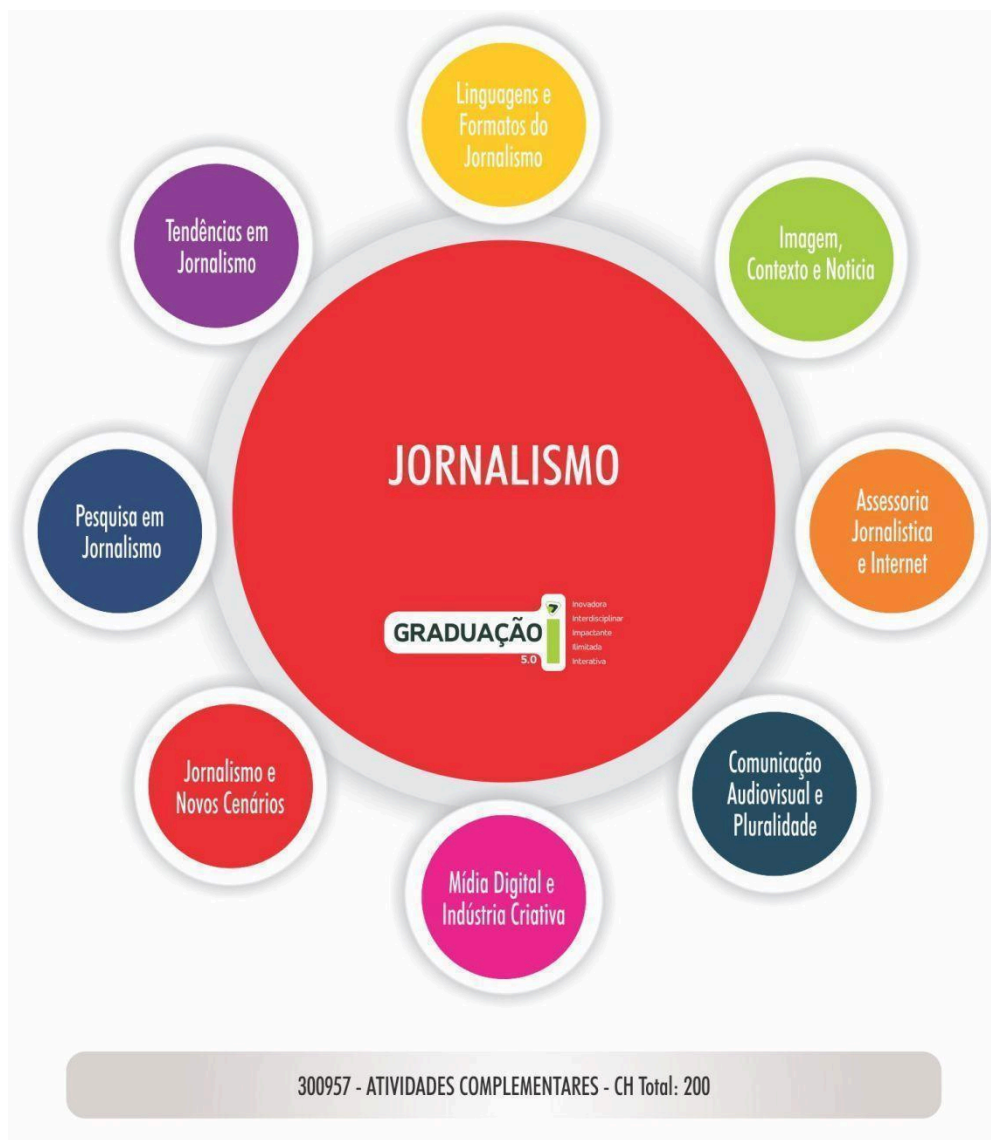 Linguagens e
Formatos do
Jornalismo
Tendências em
Jornalismo
Imagem,
Contexto e Noticia
JORNALISMO
Pesquisa em
Jornalismo
Assessoria
Jornalistica
e Internet
GRADUAÇÃO i
5.0
Inovadora
Interdisciplinar
Impactante
Ilimitada
Interativa
Jornalismo e
Novos Cenários
Comunicação
Audiovisual e
Pluralidade
Mídia Digital e
Indústria Criativa
300957 - ATIVIDADES COMPLEMENTARES - CH Total: 200